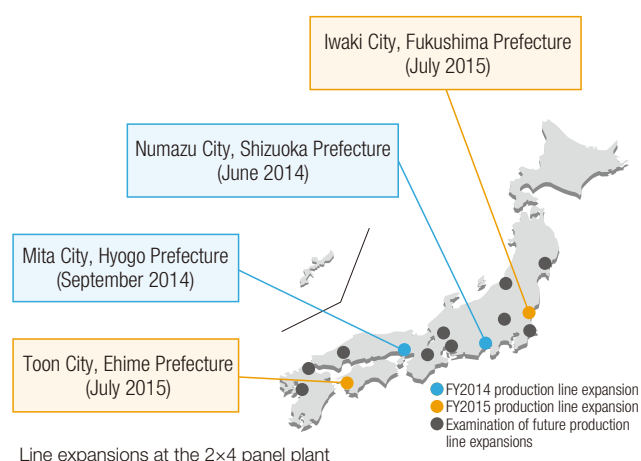 Iwaki City, Fukushima Prefecture
(July 2015)
Numazu City, Shizuoka Prefecture
(June 2014)
Mita City, Hyogo Prefecture
(September 2014)
Toon City, Ehime Prefecture
(July 2015)
FY2014 production line expansion
FY2015 production line expansion
Examination of future production
line expansions
Line expansions at the 2×4 panel plant